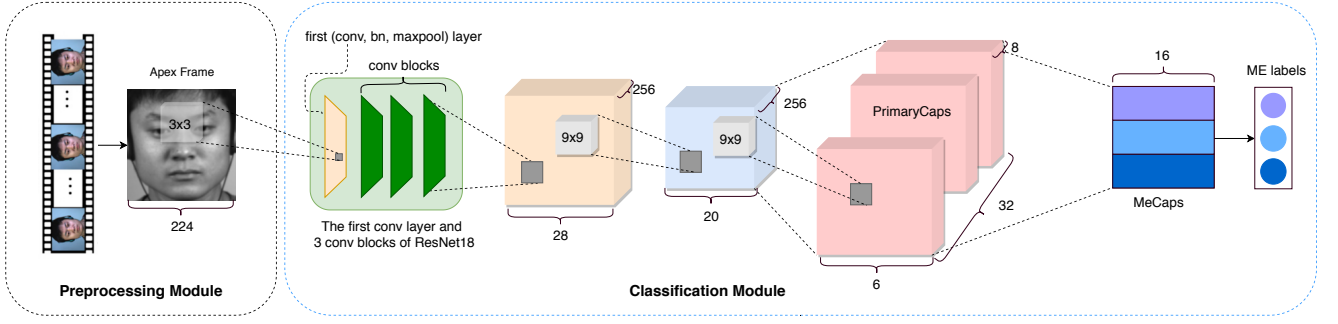 Apex Frame
3x3
224
Preprocessing Module
first (conv, bn, maxpool) layer
conv blocks
The first conv layer and
3 conv blocks of ResNet18
256
9x9
28
256
9x9
20
8
PrimaryCaps
32
6
16
MeCaps
ME labels
Classification Module